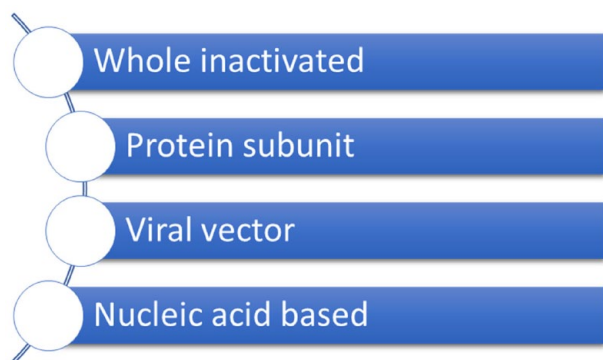 Whole inactivated
Protein subunit
Viral vector
Nucleic acid based